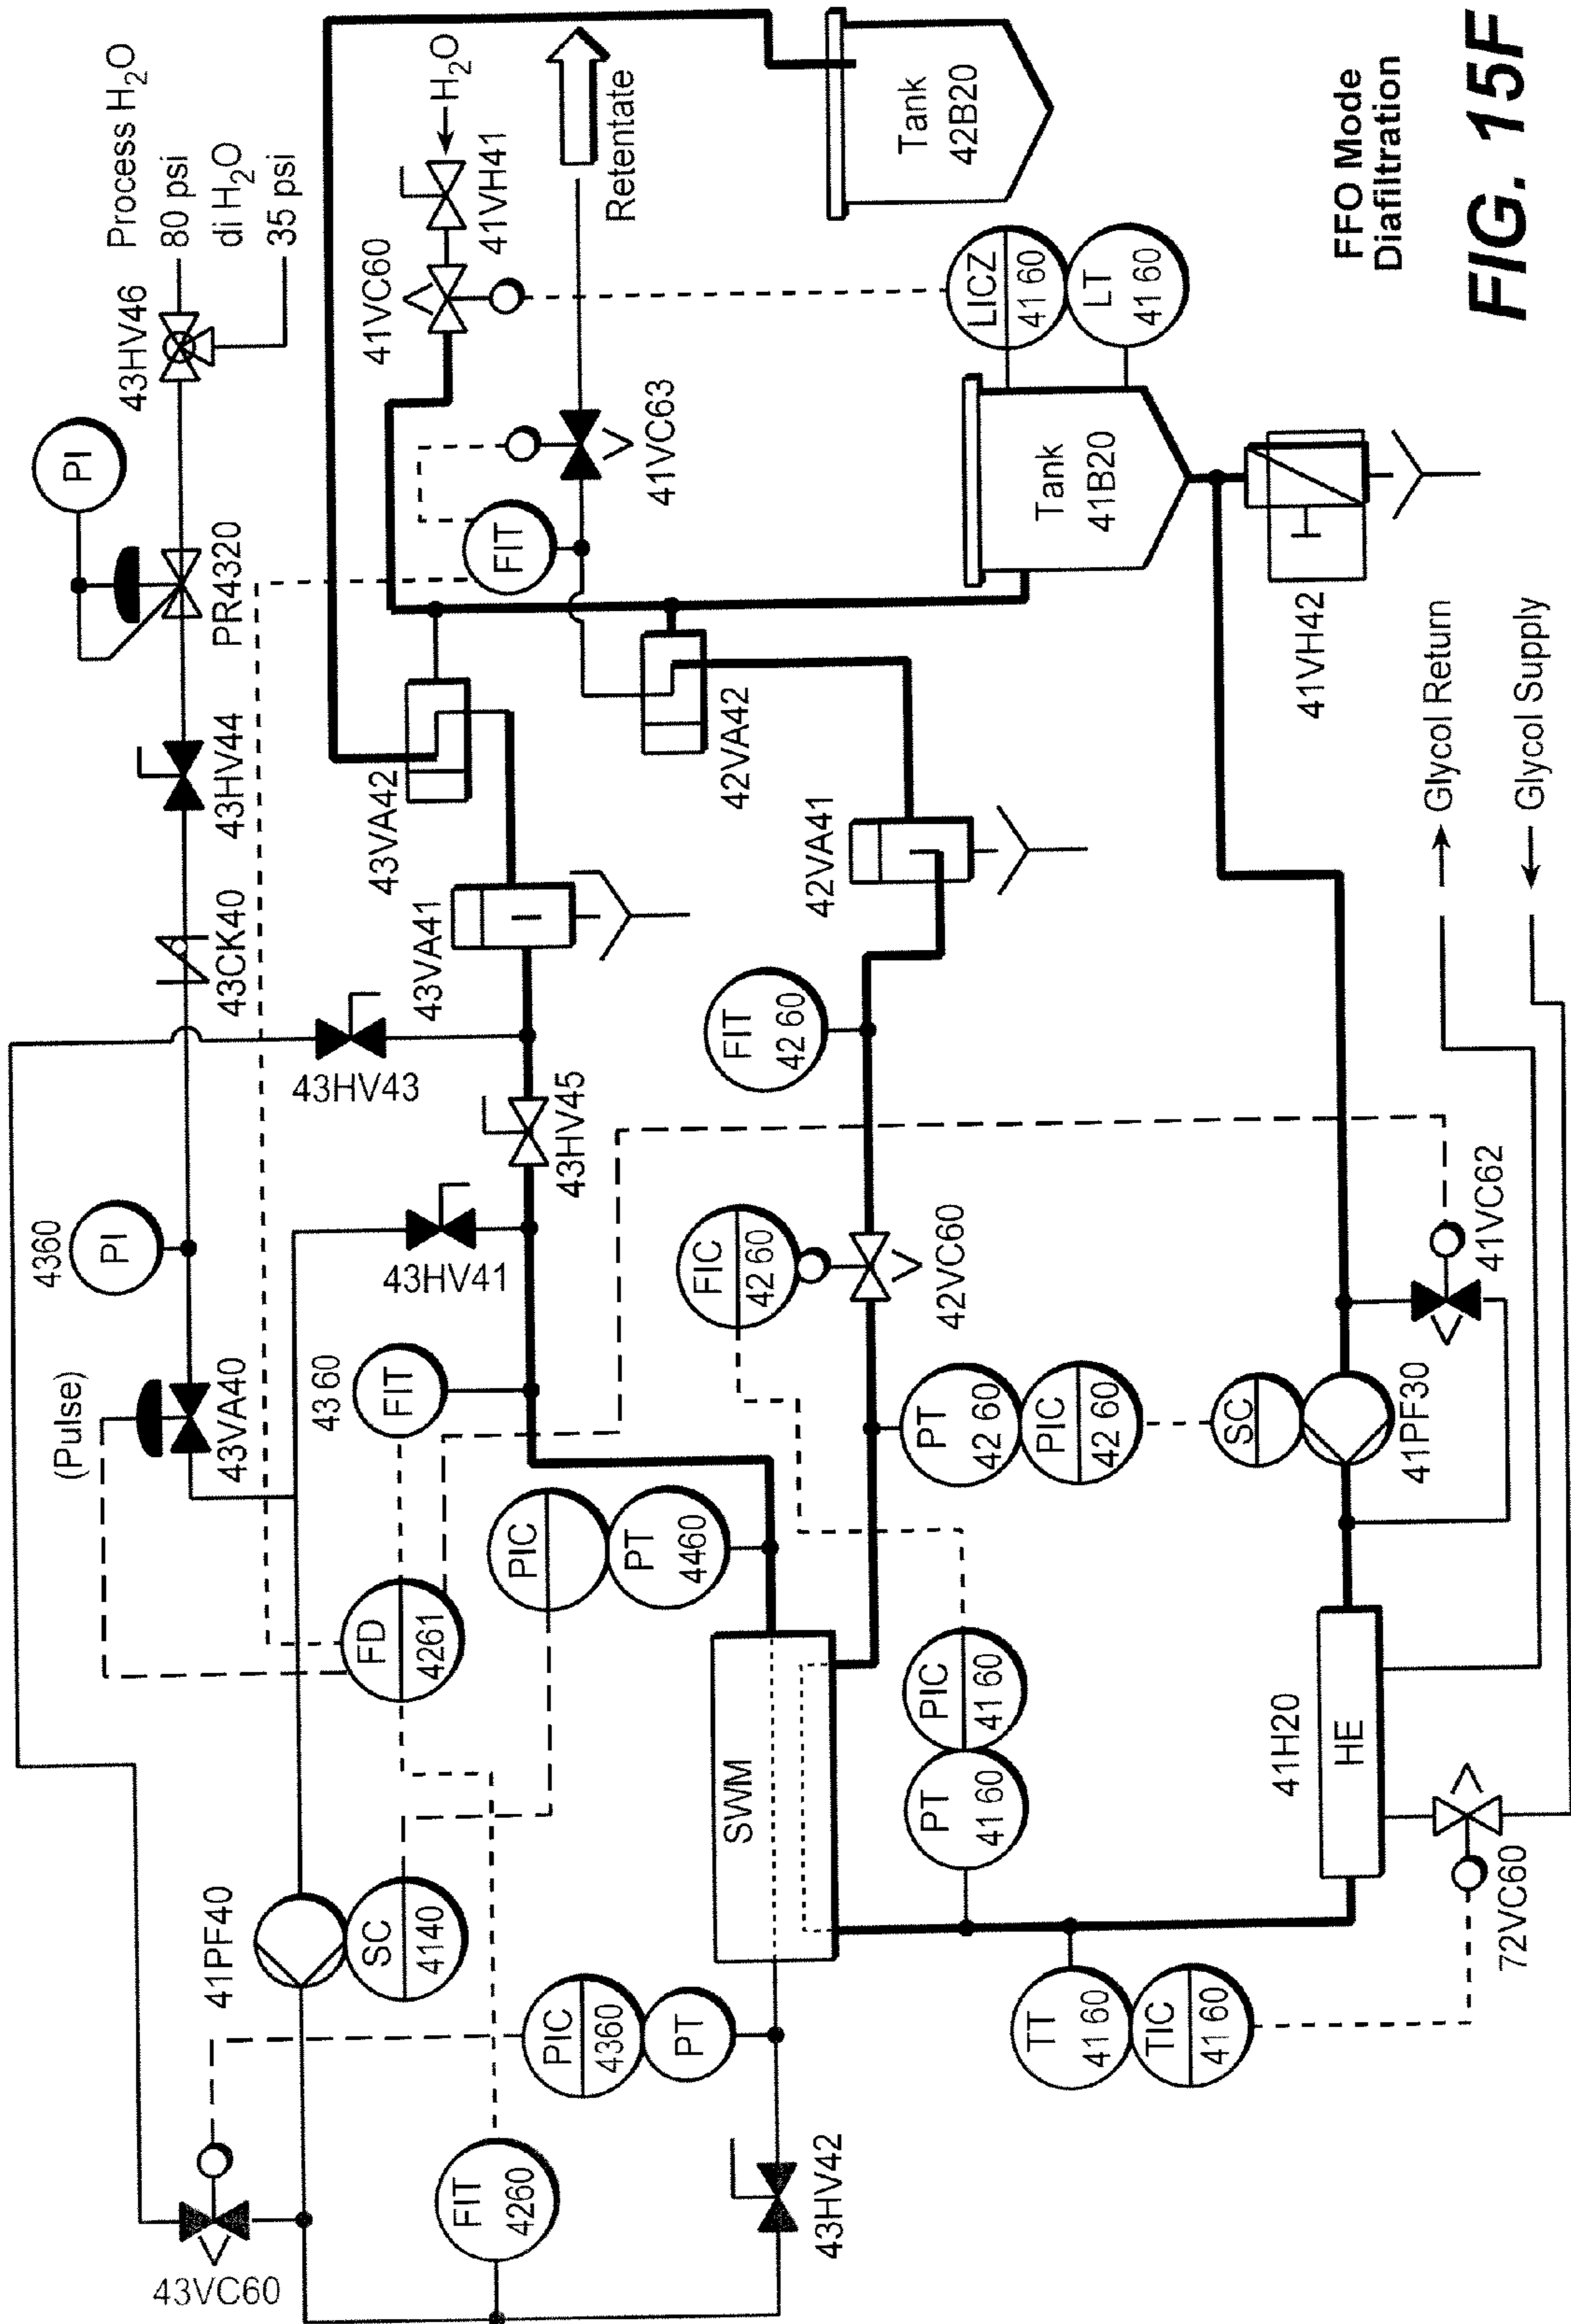 Process H2O
80 psi
di H2O
35 psi
43HV46
PI
PR4320
43HV44
43CK40
PI
4360
(Pulse)
43VA40
43HV43
43HV41
43HV45
43VA41
43VA42
41VC60
H2O
41VH41
Retentate
Tank
42B20
FIT
41VC63
42VA42
42VA41
LICZ
41 60
LT
41 60
Tank
41B20
41VH42
FIT
43 60
FD
4261
PIC
PT
4460
41PF40
SC
4140
43VC60
FIT
4260
PIC
4360
PT
43HV42
SWM
FIT
42 60
FIC
42 60
42VC60
PT
42 60
PIC
42 60
SC
41PF30
41VC62
PIC
41 60
PT
41 60
TT
41 60
TIC
41 60
41H20
HE
72VC60
Glycol Return
Glycol Supply
FFO Mode
Diafiltration
FIG. 15F